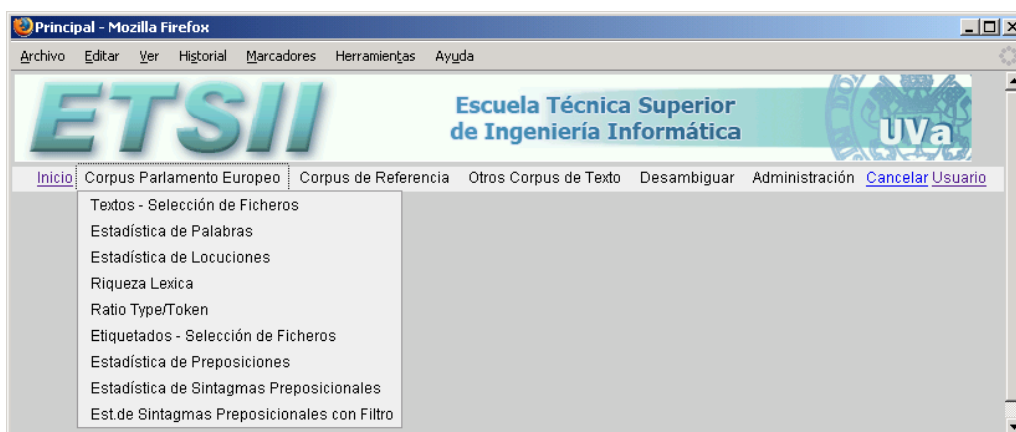 Principal - Mozilla Firefox
Archivo Editar Ver Historial Marcadores Herramientas Ayuda
ETSII
Escuela Técnica Superior
de Ingeniería Informática
UVa
Inicio Corpus Parlamento Europeo Corpus de Referencia Otros Corpus de Texto Desambiguar Administración Cancelar Usuario
Textos - Selección de Ficheros
Estadística de Palabras
Estadística de Locuciones
Riqueza Lexica
Ratio Type/Token
Etiquetados - Selección de Ficheros
Estadística de Preposiciones
Estadística de Sintagmas Preposicionales
Est.de Sintagmas Preposicionales con Filtro